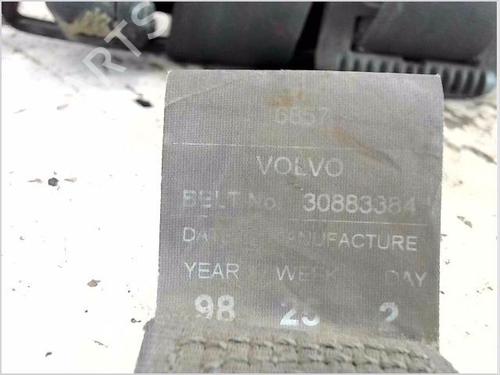 6857
VOLVO
BELT No. 30883384
DATE OF MANUFACTURE
YEAR WEEK DAY
98 25 2